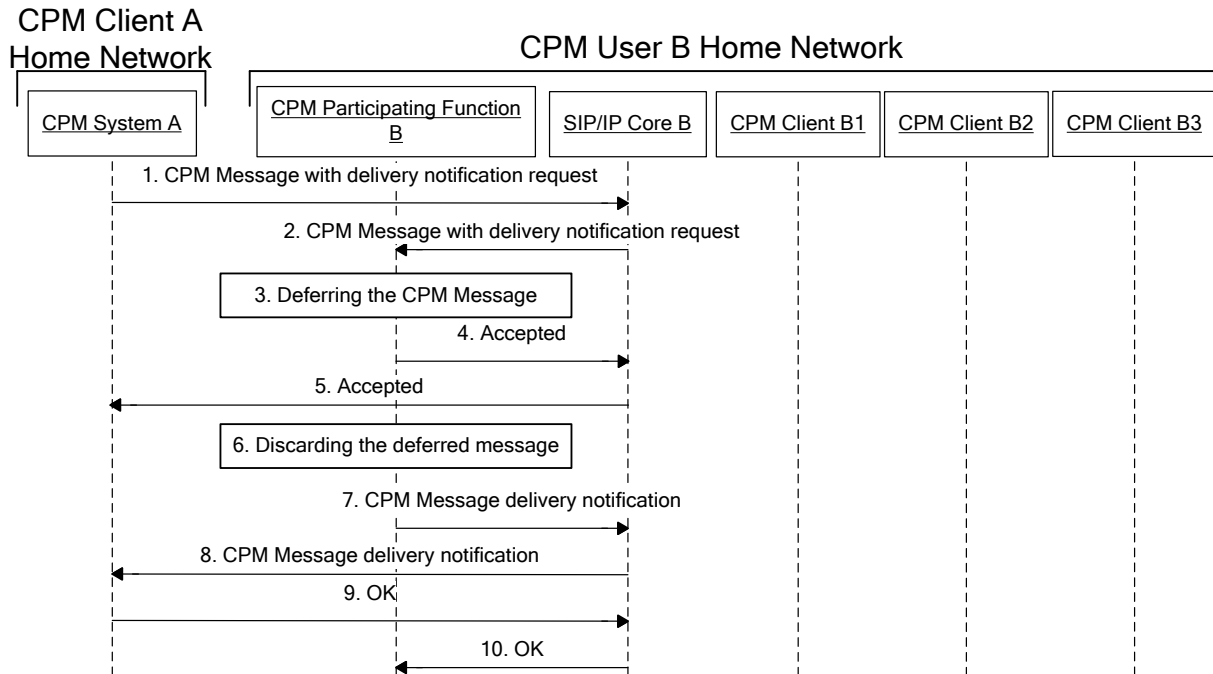 CPM Client A
Home Network
CPM User B Home Network
CPM System A
CPM Participating Function
B
SIP/IP Core B
CPM Client B1
CPM Client B2
CPM Client B3
1. CPM Message with delivery notification request
2. CPM Message with delivery notification request
3. Deferring the CPM Message
4. Accepted
5. Accepted
6. Discarding the deferred message
7. CPM Message delivery notification
8. CPM Message delivery notification
9. OK
10. OK